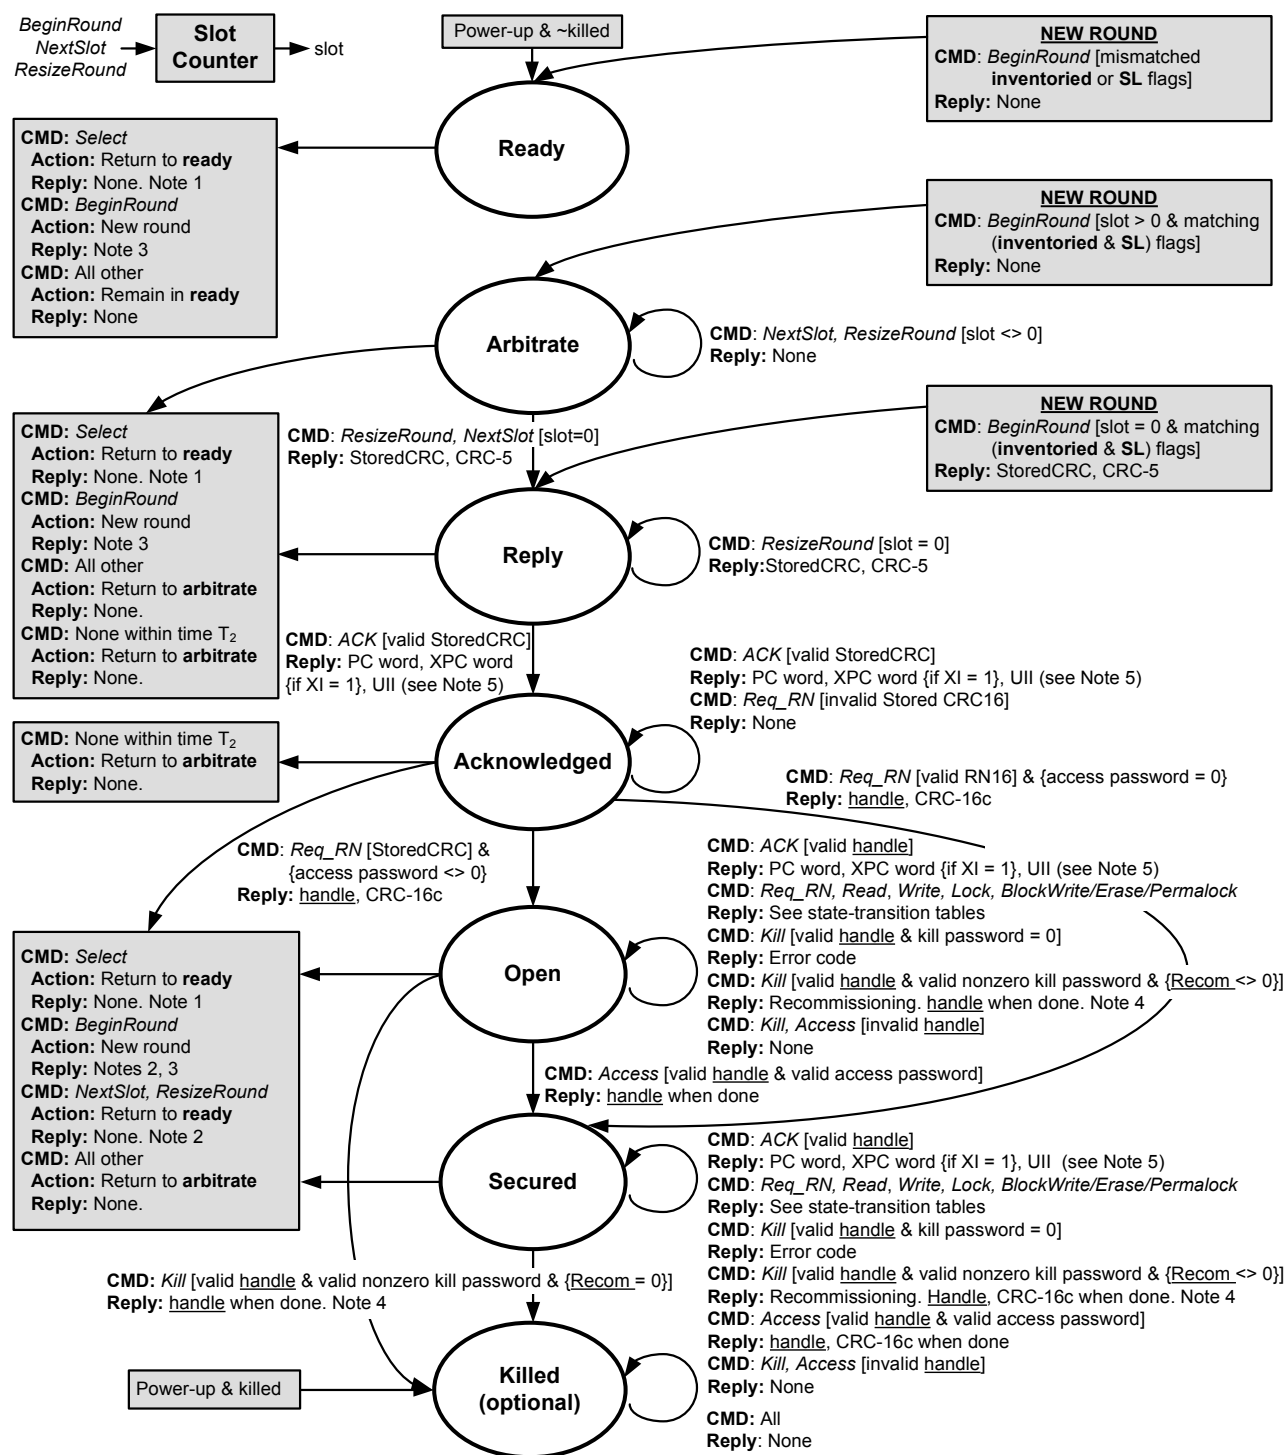 BeginRound
NextSlot
ResizeRound
Slot
Counter
slot
Power-up & ~killed
NEW ROUND
CMD: BeginRound [mismatched
inventoried or SL flags]
Reply: None
Ready
CMD: Select
Action: Return to ready
Reply: None. Note 1
CMD: BeginRound
Action: New round
Reply: Note 3
CMD: All other
Action: Remain in ready
Reply: None
NEW ROUND
CMD: BeginRound [slot > 0 & matching
(inventoried & SL) flags]
Reply: None
Arbitrate
CMD: NextSlot, ResizeRound [slot <> 0]
Reply: None
NEW ROUND
CMD: BeginRound [slot = 0 & matching
(inventoried & SL) flags]
Reply: StoredCRC, CRC-5
CMD: ResizeRound, NextSlot [slot=0]
Reply: StoredCRC, CRC-5
CMD: Select
Action: Return to ready
Reply: None. Note 1
CMD: BeginRound
Action: New round
Reply: Note 3
CMD: All other
Action: Return to arbitrate
Reply: None.
CMD: None within time T2
Action: Return to arbitrate
Reply: None.
Reply
CMD: ResizeRound [slot = 0]
Reply:StoredCRC, CRC-5
CMD: ACK [valid StoredCRC]
Reply: PC word, XPC word
{if XI = 1}, UII (see Note 5)
CMD: ACK [valid StoredCRC]
Reply: PC word, XPC word {if XI = 1}, UII (see Note 5)
CMD: Req_RN [invalid Stored CRC16]
Reply: None
CMD: None within time T2
Action: Return to arbitrate
Reply: None.
Acknowledged
CMD: Req_RN [valid RN16] & {access password = 0}
Reply: handle, CRC-16c
CMD: Req_RN [StoredCRC] &
{access password <> 0}
Reply: handle, CRC-16c
CMD: ACK [valid handle]
Reply: PC word, XPC word {if XI = 1}, UII (see Note 5)
CMD: Req_RN, Read, Write, Lock, BlockWrite/Erase/Permalock
Reply: See state-transition tables
CMD: Kill [valid handle & kill password = 0]
Reply: Error code
CMD: Kill [valid handle & valid nonzero kill password & {Recom <> 0}]
Reply: Recommissioning. handle when done. Note 4
CMD: Kill, Access [invalid handle]
Reply: None
Open
CMD: Select
Action: Return to ready
Reply: None. Note 1
CMD: BeginRound
Action: New round
Reply: Notes 2, 3
CMD: NextSlot, ResizeRound
Action: Return to ready
Reply: None. Note 2
CMD: All other
Action: Return to arbitrate
Reply: None.
CMD: Access [valid handle & valid access password]
Reply: handle when done
Secured
CMD: ACK [valid handle]
Reply: PC word, XPC word {if XI = 1}, UII (see Note 5)
CMD: Req_RN, Read, Write, Lock, BlockWrite/Erase/Permalock
Reply: See state-transition tables
CMD: Kill [valid handle & kill password = 0]
Reply: Error code
CMD: Kill [valid handle & valid nonzero kill password & {Recom <> 0}]
Reply: Recommissioning. Handle, CRC-16c when done. Note 4
CMD: Access [valid handle & valid access password]
Reply: handle, CRC-16c when done
CMD: Kill, Access [invalid handle]
Reply: None
CMD: Kill [valid handle & valid nonzero kill password & {Recom = 0}]
Reply: handle when done. Note 4
Power-up & killed
Killed
(optional)
CMD: All
Reply: None